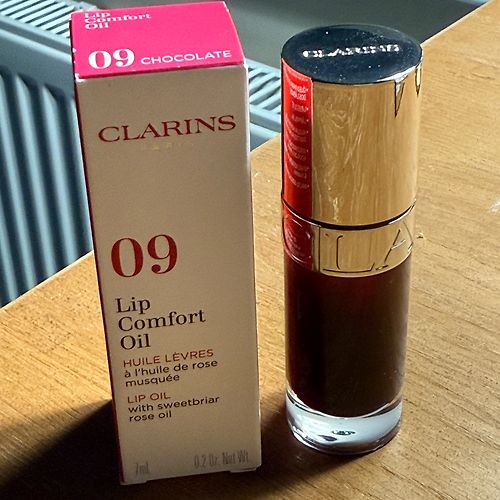 Lip
Comfort
Oil
09 CHOCOLATE
CLARINS
PARIS
09
Lip
Comfort
Oil
HUILE LÈVRES
à l'huile de rose
musquée
LIP OIL
with sweetbriar
rose oil
7mL 0.2 Oz. Net Wt.
CLARINS
CLA